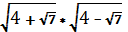 √(4 + √7) * √(4 − √7)